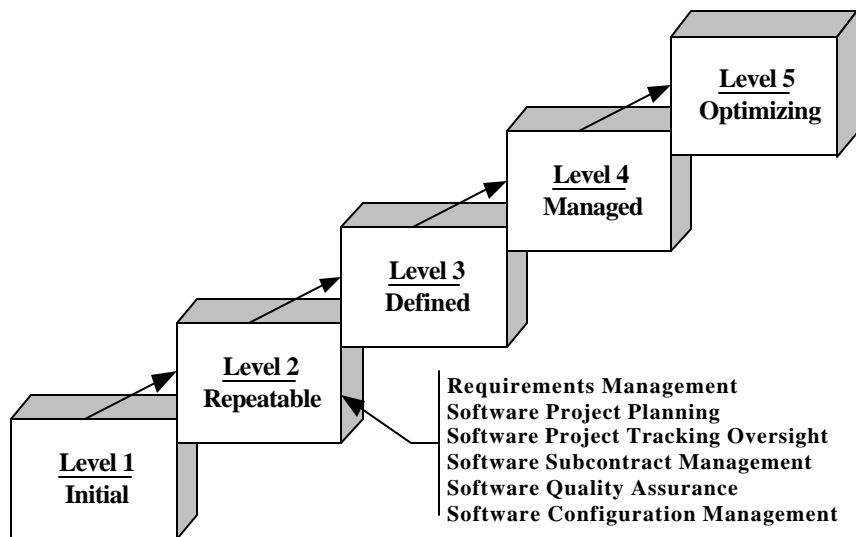 Level 5
Optimizing
Level 4
Managed
Level 3
Defined
Level 2
Repeatable
Level 1
Initial
Requirements Management
Software Project Planning
Software Project Tracking Oversight
Software Subcontract Management
Software Quality Assurance
Software Configuration Management